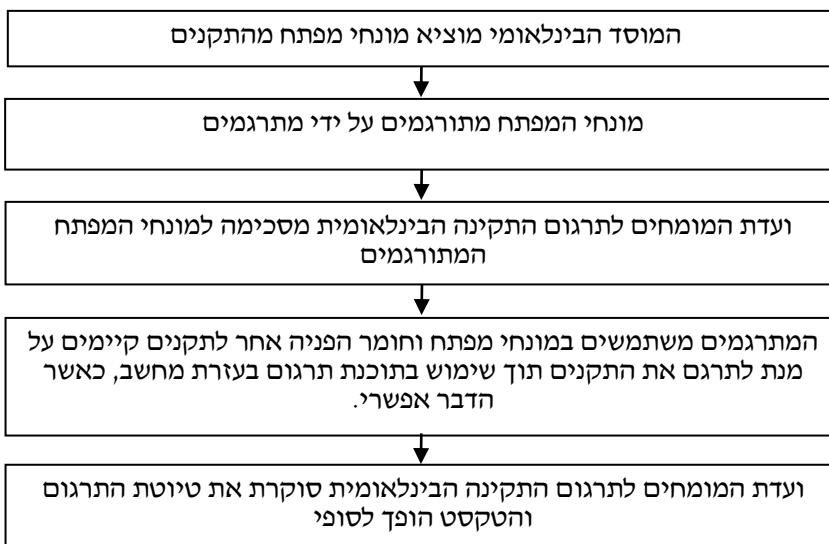 המוסד הבינלאומי מוציא מונחי מפתח מהתקנים
מונחי המפתח מתורגמים על ידי מתרגמים
ועדת המומחים לתרגום התקינה הבינלאומית מסכימה למונחי המפתח
המתורגמים
המתרגמים משתמשים במונחי מפתח וחומר הפניה אחר לתקנים קיימים על
מנת לתרגם את התקנים תוך שימוש בתוכנת תרגום בעזרת מחשב, כאשר
הדבר אפשרי.
ועדת המומחים לתרגום התקינה הבינלאומית סוקרת את טיוטת התרגום
והטקסט הופך לסופי